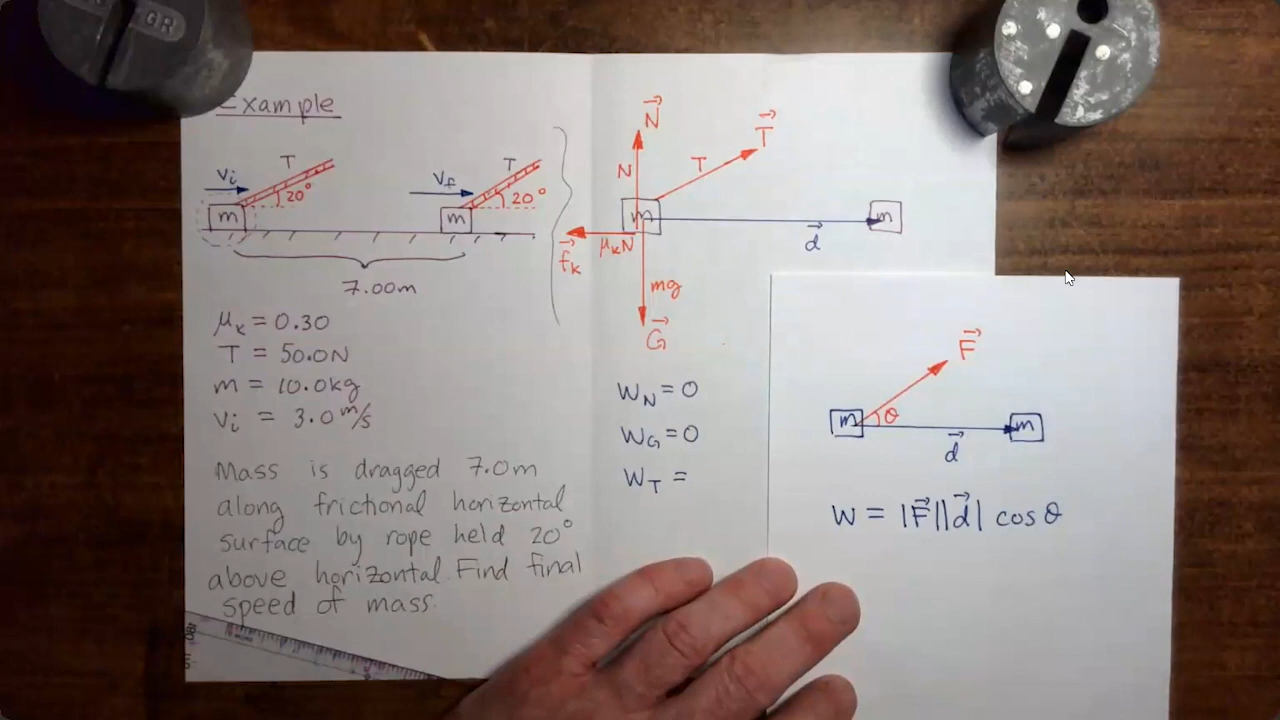 Example
Vi
T
20°
m
Vf
T
20°
m
7.00m
μk = 0.30
T = 50.0N
m = 10.0kg
Vi = 3.0 m/s
Mass is dragged 7.0m
along frictional horizontal
surface by rope held 20°
above horizontal. Find final
speed of mass.
N⃗
N
T
T⃗
m
m
d⃗
f⃗k
μkN
mg
G⃗
WN = 0
WG = 0
WT =
F⃗
θ
m
m
d⃗
W = |F⃗||d⃗| cos θ
GR